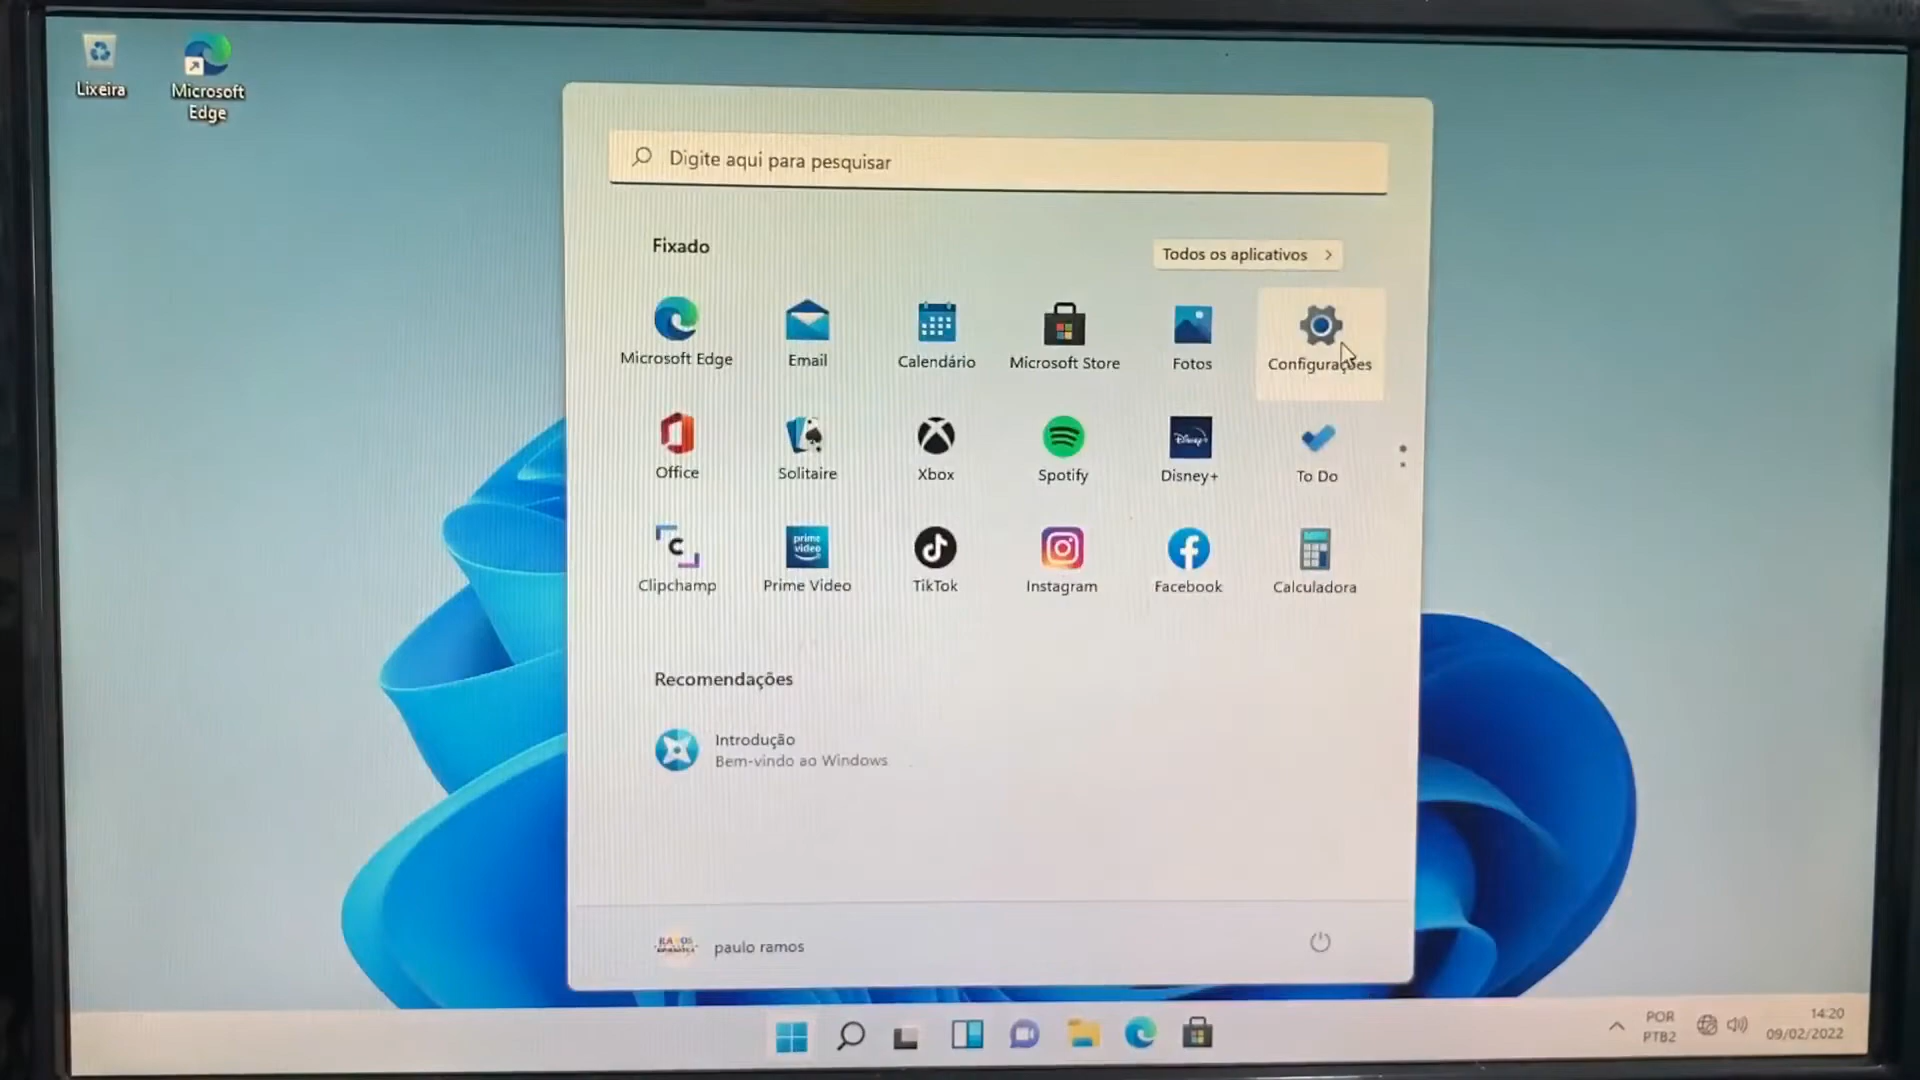 Lixeira
Microsoft
Edge
Digite aqui para pesquisar
Fixado
Todos os aplicativos
Microsoft Edge
Email
Calendário
Microsoft Store
Fotos
Configurações
Office
Solitaire
Xbox
Spotify
Disney+
Disney+
To Do
C
Clipchamp
prime
video
Prime Video
TikTok
Instagram
Facebook
Calculadora
Recomendações
Introdução
Bem-vindo ao Windows
RAMOS
paulo ramos
POR
PTB2
14:20
09/02/2022